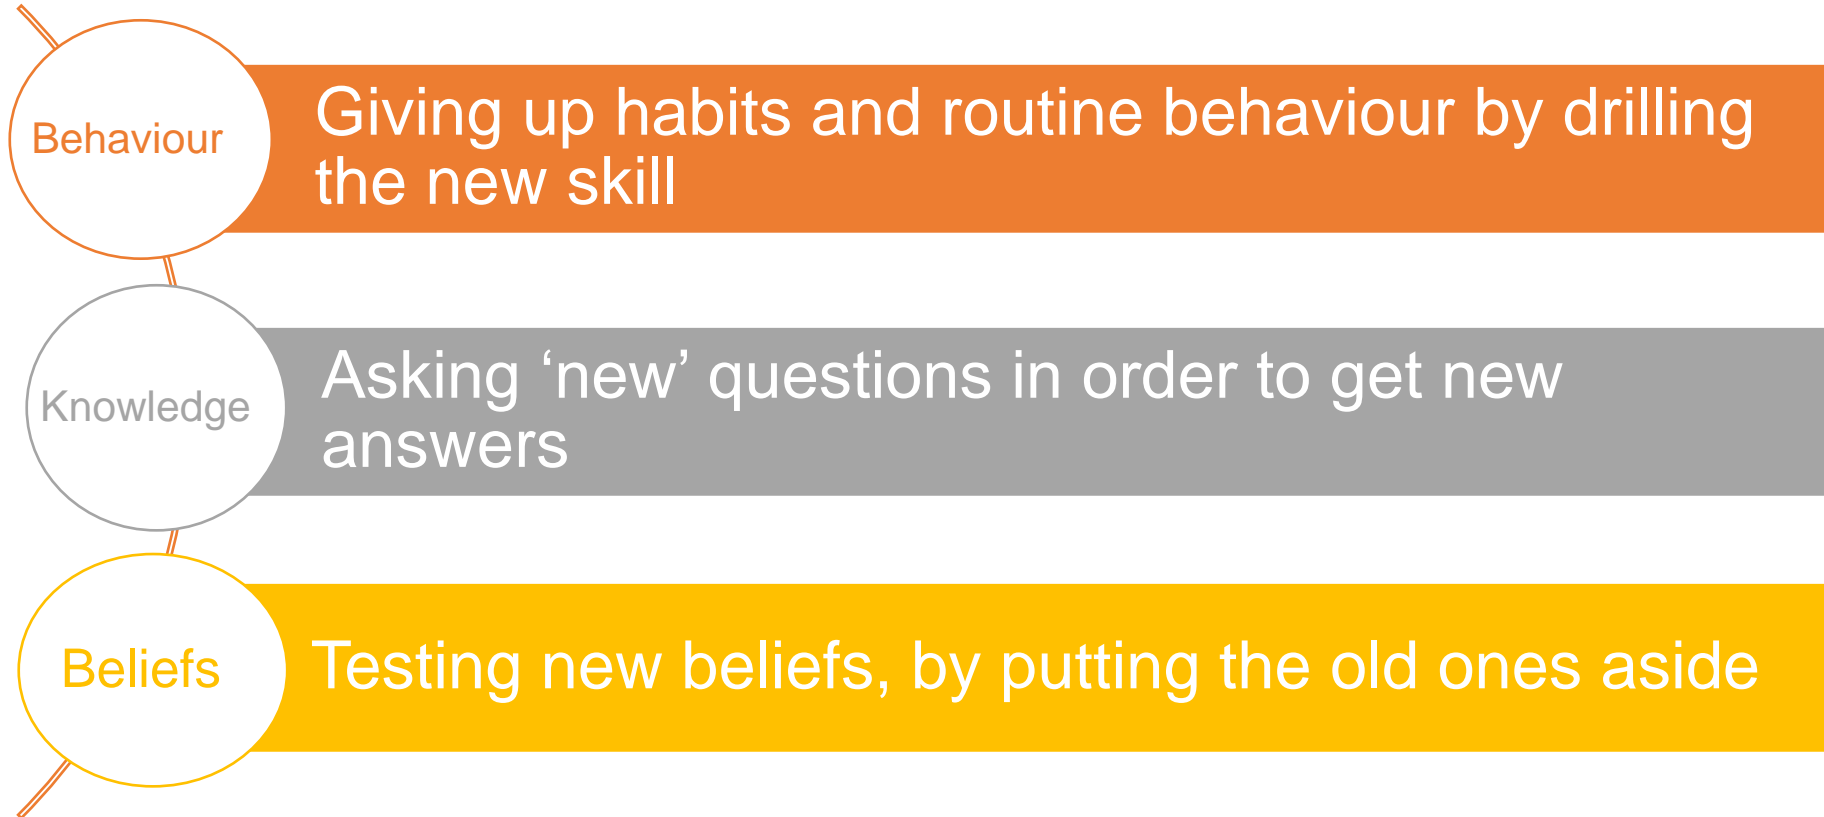 Behaviour
Giving up habits and routine behaviour by drilling
the new skill
Knowledge
Asking ‘new’ questions in order to get new
answers
Beliefs
Testing new beliefs, by putting the old ones aside